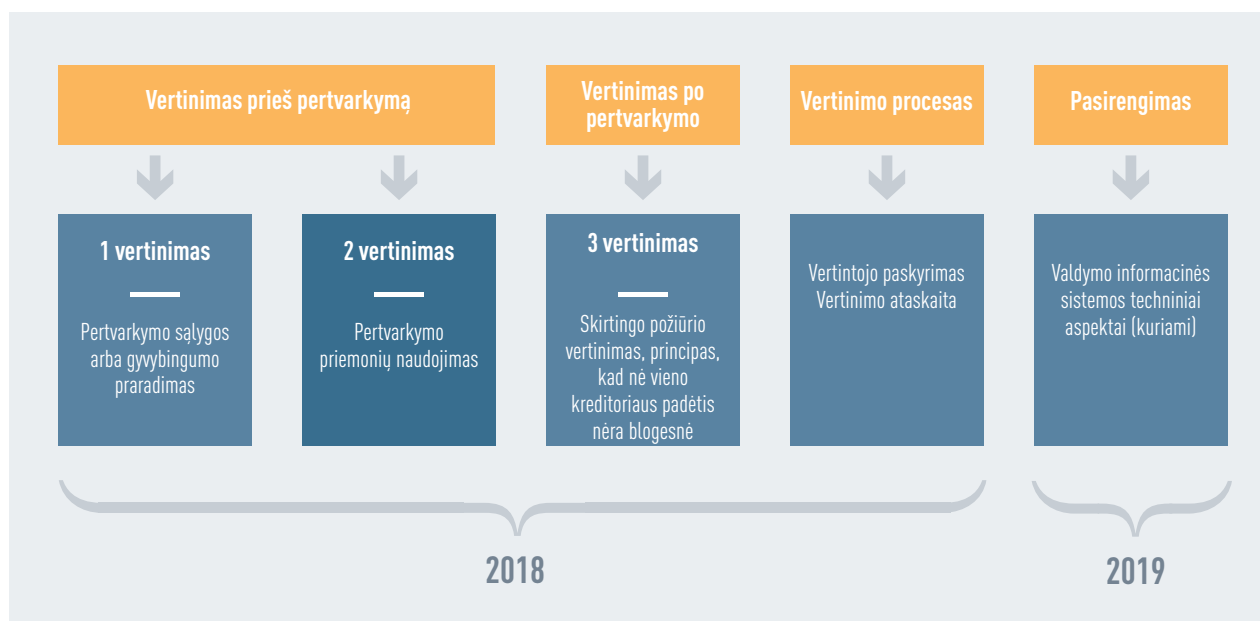 Vertinimas prieš pertvarkymą
Vertinimas po
pertvarkymo
Vertinimo procesas
Pasirengimas
1 vertinimas
Pertvarkymo sąlygos
arba gyvybingumo
praradimas
2 vertinimas
Pertvarkymo
priemonių naudojimas
3 vertinimas
Skirtingo požiūrio
vertinimas, principas,
kad nė vieno
kreditoriaus padėtis
nėra blogesnė
Vertintojo paskyrimas
Vertinimo ataskaita
Valdymo informacinės
sistemos techniniai
aspektai (kuriami)
2018
2019